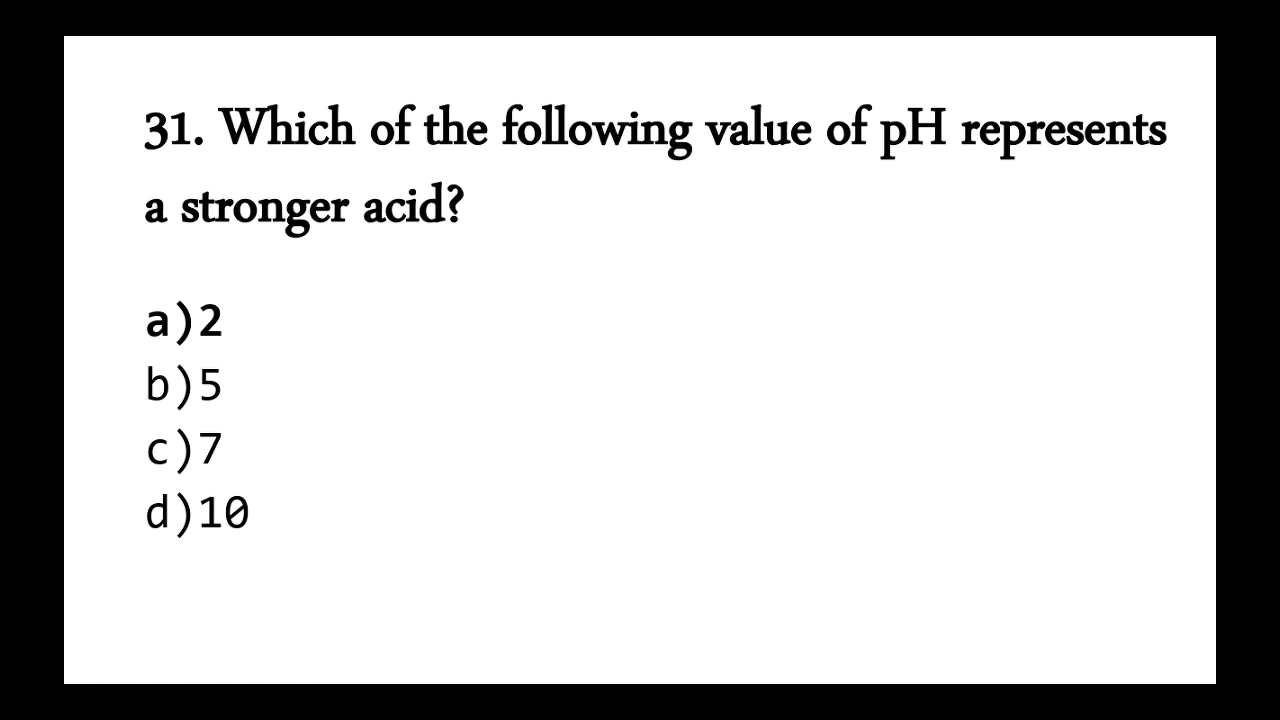 31. Which of the following value of pH represents
a stronger acid?
a)2
b)5
c)7
d)10